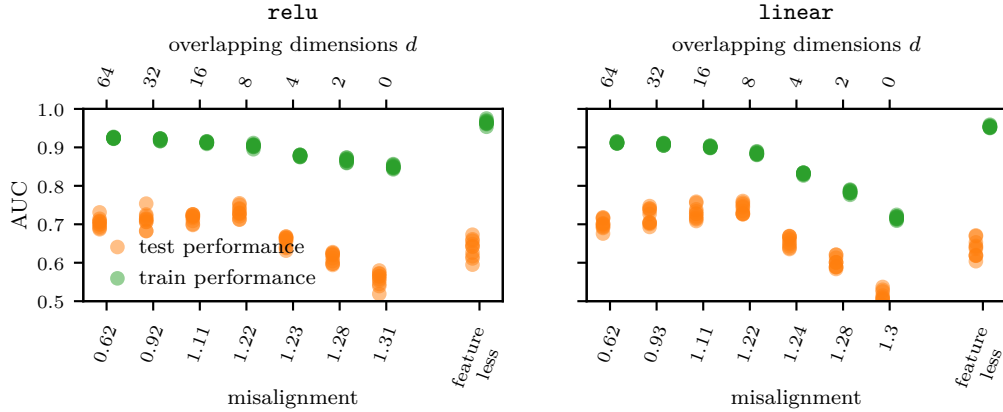 relu
overlapping dimensions d
64 32 16 8 4 2 0
AUC
1.0
0.9
0.8
0.7
0.6
0.5
test performance
train performance
0.62 0.92 1.11 1.22 1.23 1.28 1.31 feature
less
misalignment
linear
overlapping dimensions d
64 32 16 8 4 2 0
0.62 0.93 1.11 1.22 1.24 1.28 1.3 feature
less
misalignment